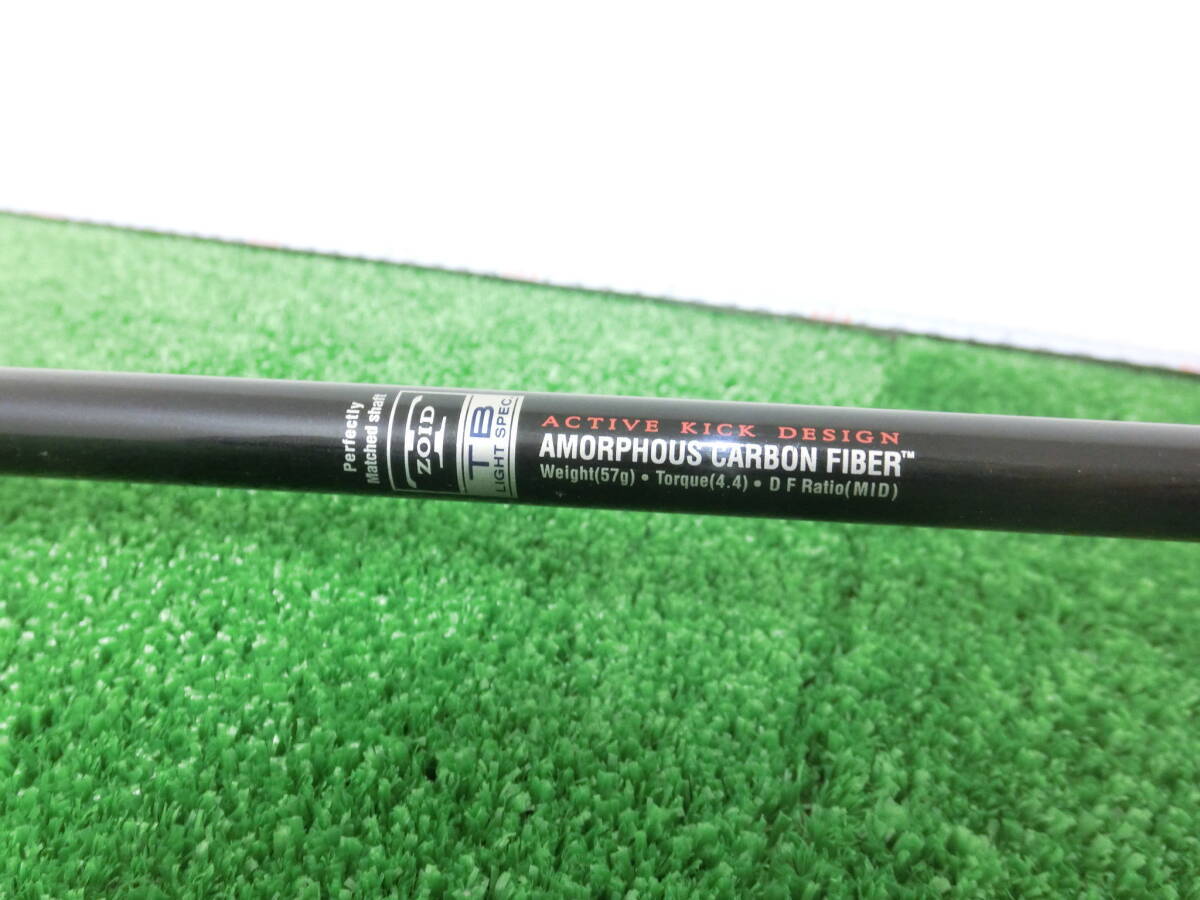 Perfectly
Matched shaft
ZOID
TB
LIGHT SPEC
ACTIVE KICK DESIGN
AMORPHOUS CARBON FIBER™
Weight(57g) • Torque(4.4) • D F Ratio(MID)